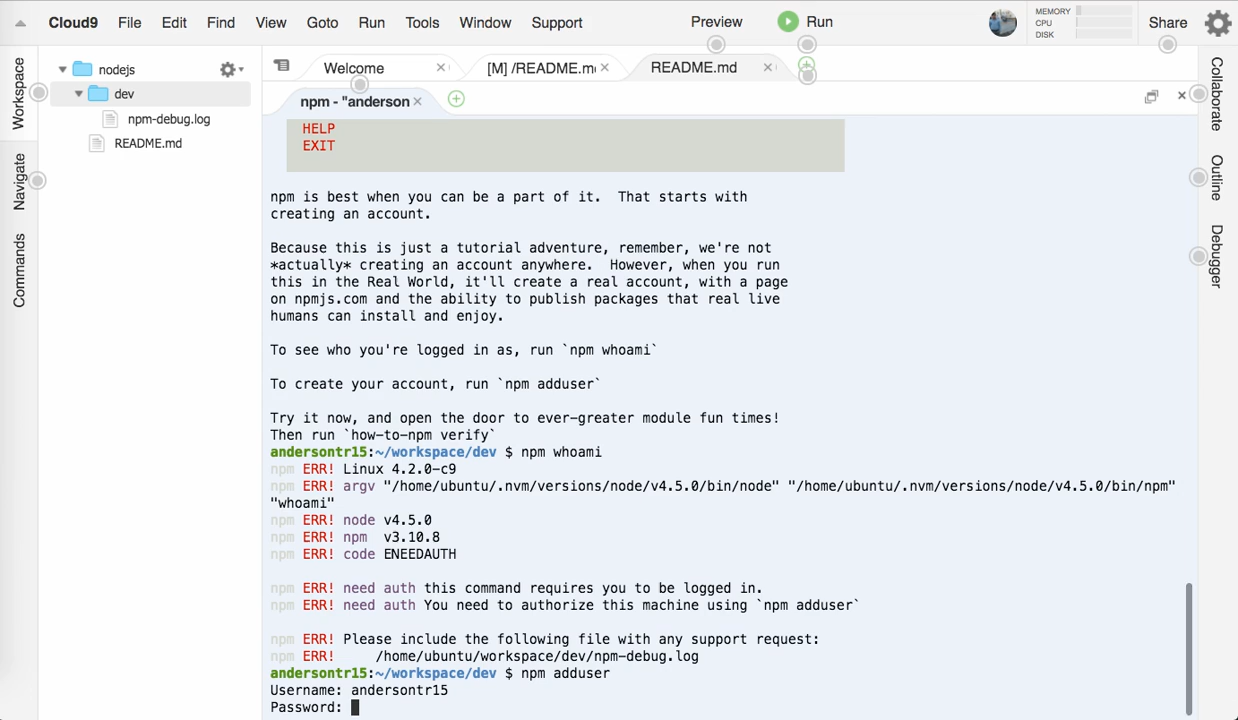 Cloud9 File Edit Find View Goto Run Tools Window Support Preview Run MEMORY CPU DISK Share
Workspace
Navigate
Commands
nodejs
dev
npm-debug.log
README.md
Welcome [M] /README.m README.md
npm - "anderson
HELP
EXIT
npm is best when you can be a part of it.  That starts with
creating an account.
Because this is just a tutorial adventure, remember, we're not
*actually* creating an account anywhere.  However, when you run
this in the Real World, it'll create a real account, with a page
on npmjs.com and the ability to publish packages that real live
humans can install and enjoy.
To see who you're logged in as, run `npm whoami`
To create your account, run `npm adduser`
Try it now, and open the door to ever-greater module fun times!
Then run `how-to-npm verify`
andersontr15:~/workspace/dev $ npm whoami
npm ERR! Linux 4.2.0-c9
npm ERR! argv "/home/ubuntu/.nvm/versions/node/v4.5.0/bin/node" "/home/ubuntu/.nvm/versions/node/v4.5.0/bin/npm"
"whoami"
npm ERR! node v4.5.0
npm ERR! npm  v3.10.8
npm ERR! code ENEEDAUTH
npm ERR! need auth this command requires you to be logged in.
npm ERR! need auth You need to authorize this machine using `npm adduser`
npm ERR! Please include the following file with any support request:
npm ERR!     /home/ubuntu/workspace/dev/npm-debug.log
andersontr15:~/workspace/dev $ npm adduser
Username: andersontr15
Password:
Collaborate
Outline
Debugger